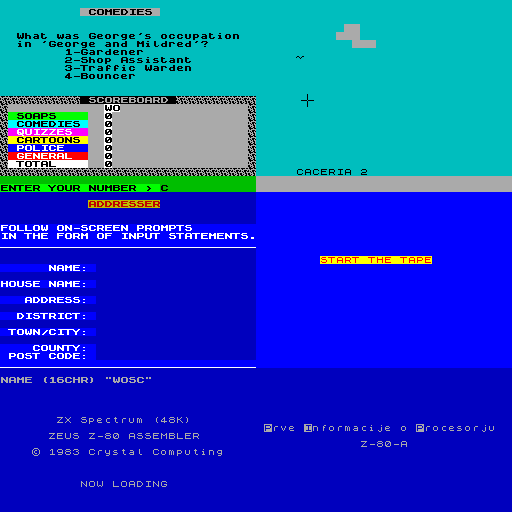 COMEDIES
What was George's occupation
in 'George and Mildred'?
1-Gardener
2-Shop Assistant
3-Traffic Warden
4-Bouncer
SCOREBOARD
WO
SOAPS 0
COMEDIES 0
QUIZZES 0
CARTOONS 0
POLICE 0
GENERAL 0
TOTAL 0
ENTER YOUR NUMBER > C
CACERIA 2
ADDRESSER
FOLLOW ON-SCREEN PROMPTS
IN THE FORM OF INPUT STATEMENTS.
NAME:
HOUSE NAME:
ADDRESS:
DISTRICT:
TOWN/CITY:
COUNTY:
POST CODE:
NAME (16CHR) "WOSC"
START THE TAPE
ZX Spectrum (48K)
ZEUS Z-80 ASSEMBLER
© 1983 Crystal Computing
NOW LOADING
Prve Informacije o Procesorju
Z-80-A